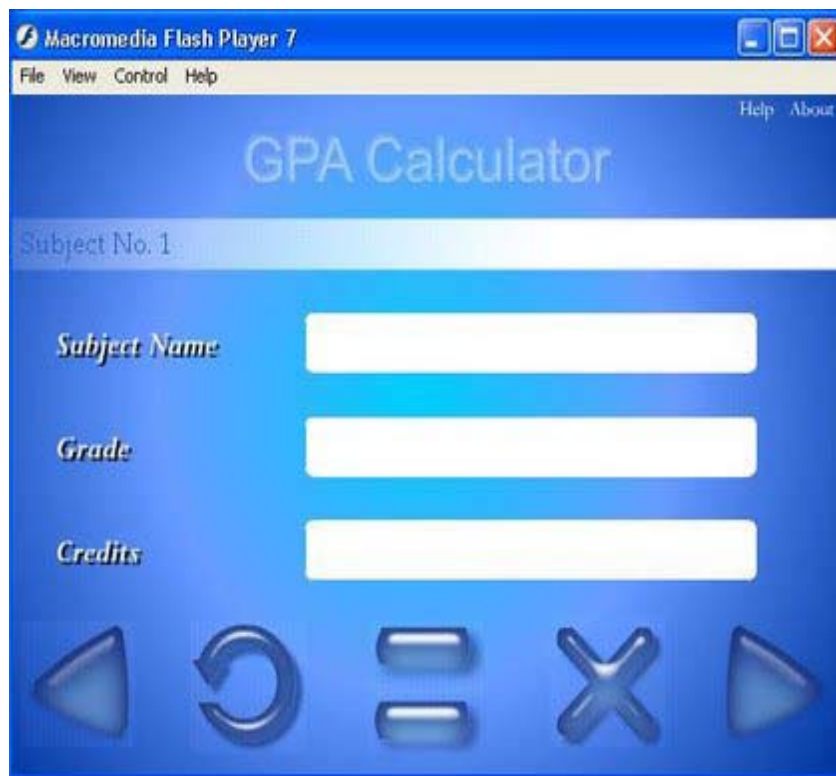 Macromedia Flash Player 7
File View Control Help
Help About
GPA Calculator
Subject No. 1
Subject Name
Grade
Credits